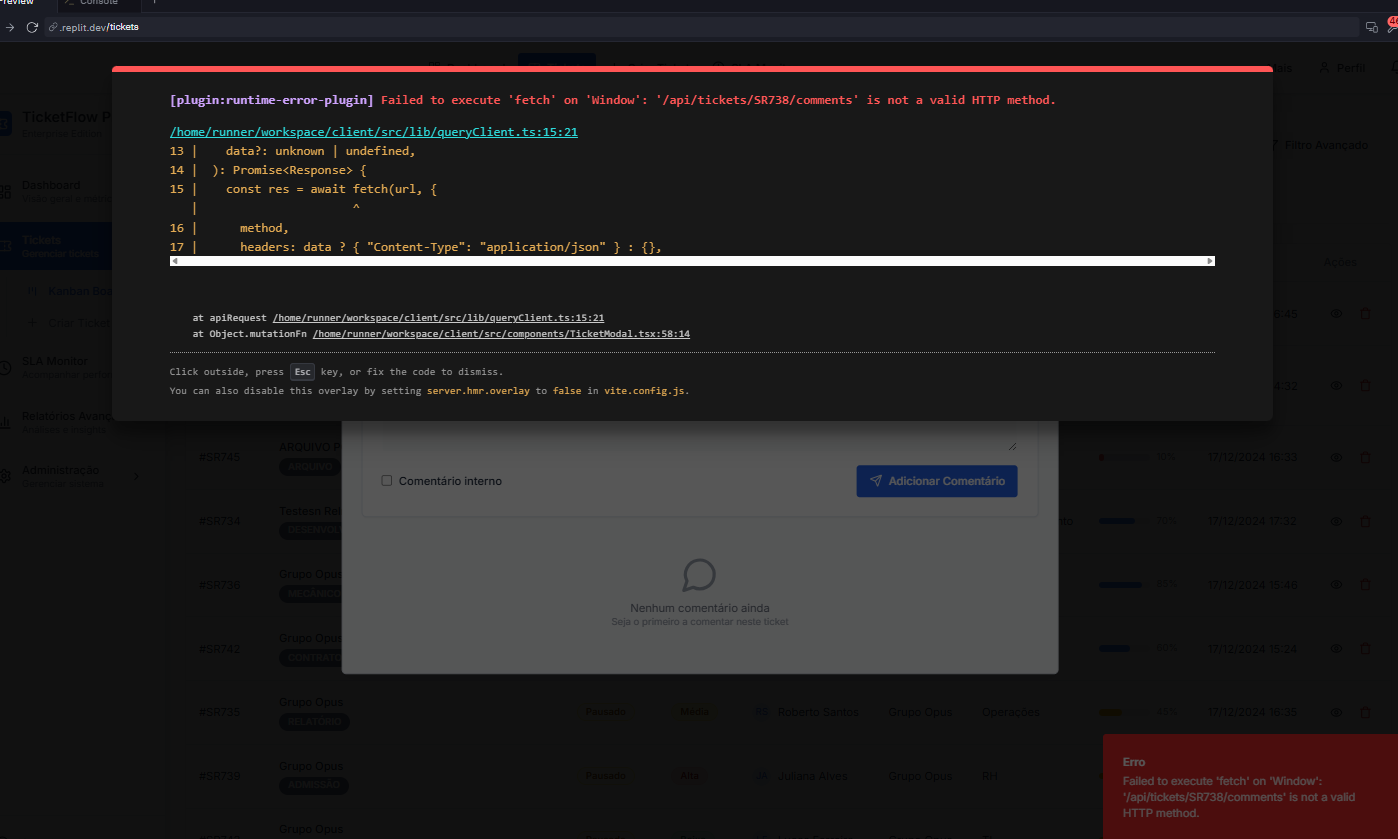 Preview
Console
.replit.dev/tickets
Perfil
TicketFlow P
[plugin:runtime-error-plugin] Failed to execute 'fetch' on 'Window': '/api/tickets/SR738/comments' is not a valid HTTP method.
/home/runner/workspace/client/src/lib/queryClient.ts:15:21
13 |    data?: unknown | undefined,
14 |  ): Promise<Response> {
15 |    const res = await fetch(url, {
|                      ^
16 |      method,
17 |      headers: data ? { "Content-Type": "application/json" } : {},
at apiRequest /home/runner/workspace/client/src/lib/queryClient.ts:15:21
at Object.mutationFn /home/runner/workspace/client/src/components/TicketModal.tsx:58:14
Click outside, press Esc key, or fix the code to dismiss.
You can also disable this overlay by setting server.hmr.overlay to false in vite.config.js.
Filtro Avançado
Dashboard
Tickets
Gerenciar tickets
Ações
SLA Monitor
Relatórios Avanç
Administração
ARQUIVO P
ARQUIVO
#SR745
17/12/2024 16:33
Comentário interno
Adicionar Comentário
#SR734
17/12/2024 17:32
#SR736
Grupo Opus
MECÂNICO
17/12/2024 15:46
Nenhum comentário ainda
Seja o primeiro a comentar neste ticket
#SR742
Grupo Opus
CONTRATO
17/12/2024 15:24
#SR735
Grupo Opus
RELATÓRIO
Pausado
Média
Roberto Santos
Grupo Opus
Operações
45%
17/12/2024 16:35
#SR739
Grupo Opus
ADMISSÃO
Pausado
Alta
Juliana Alves
Grupo Opus
RH
Grupo Opus
Erro
Failed to execute 'fetch' on 'Window':
'/api/tickets/SR738/comments' is not a valid
HTTP method.